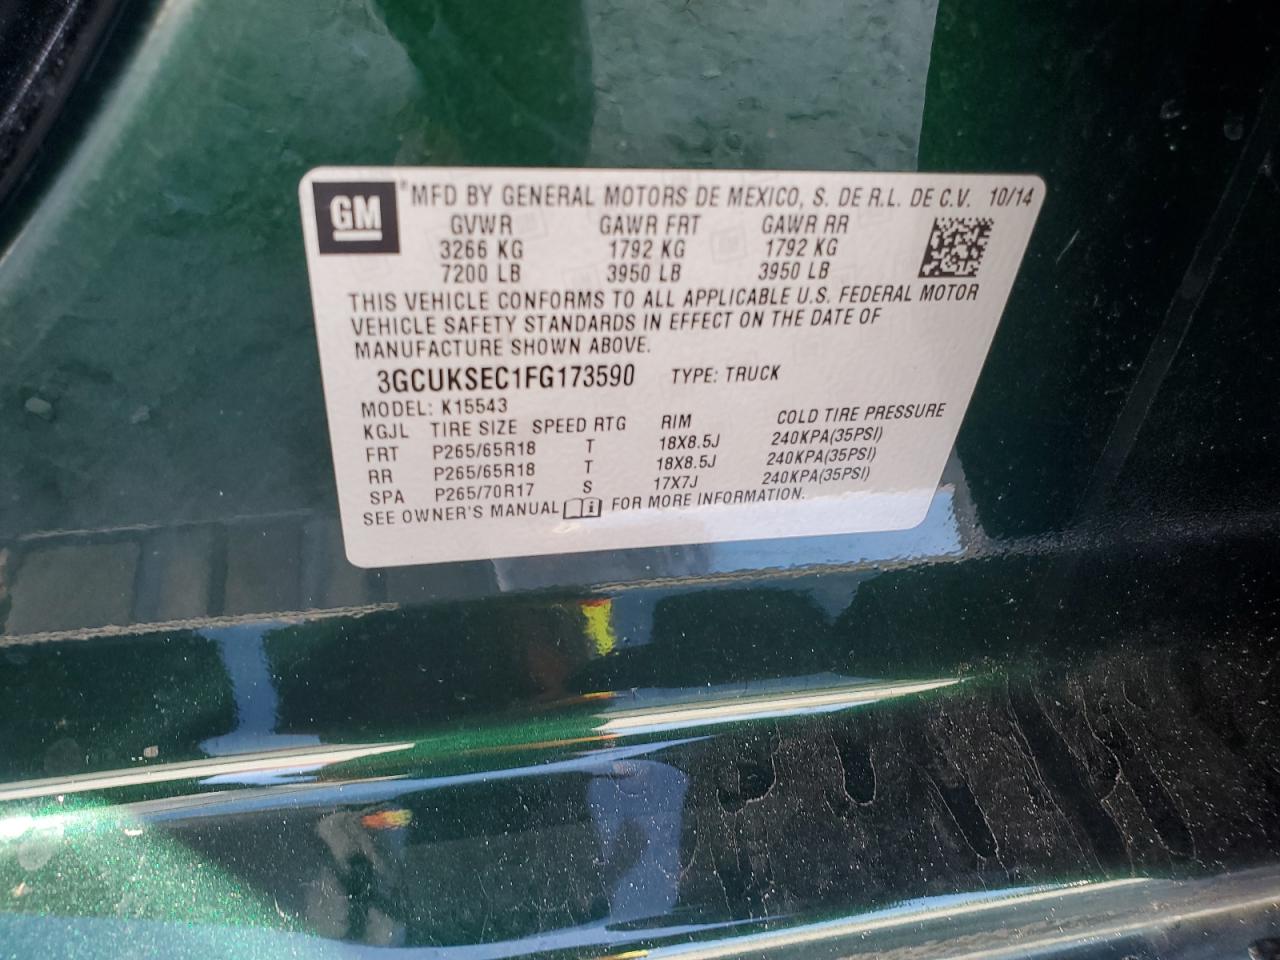 GM ® MFD BY GENERAL MOTORS DE MEXICO, S. DE R.L. DE C.V. 10/14
GVWR GAWR FRT GAWR RR
3266 KG 1792 KG 1792 KG
7200 LB 3950 LB 3950 LB
THIS VEHICLE CONFORMS TO ALL APPLICABLE U.S. FEDERAL MOTOR
VEHICLE SAFETY STANDARDS IN EFFECT ON THE DATE OF
MANUFACTURE SHOWN ABOVE.
3GCUKSEC1FG173590 TYPE: TRUCK
MODEL: K15543
KGJL TIRE SIZE SPEED RTG RIM COLD TIRE PRESSURE
FRT P265/65R18 T 18X8.5J 240KPA(35PSI)
RR P265/65R18 T 18X8.5J 240KPA(35PSI)
SPA P265/70R17 S 17X7J 240KPA(35PSI)
SEE OWNER'S MANUAL i FOR MORE INFORMATION.